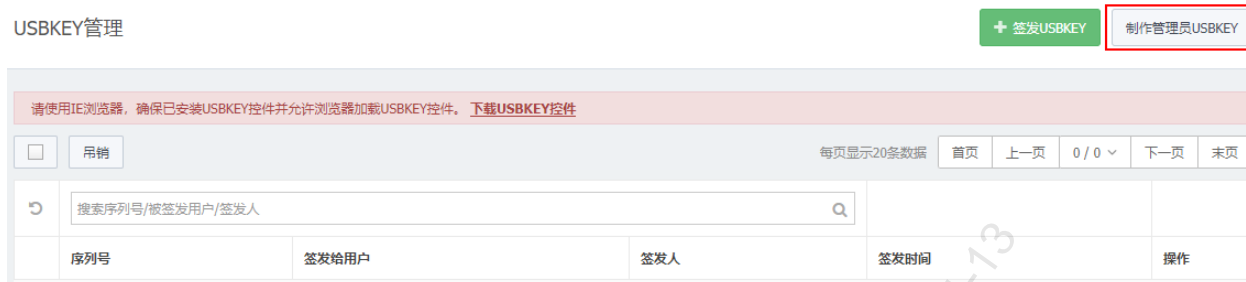 USBKEY管理
+ 签发USBKEY
制作管理员USBKEY
请使用IE浏览器，确保已安装USBKEY控件并允许浏览器加载USBKEY控件。 下载USBKEY控件
吊销 每页显示20条数据 首页 上一页 0 / 0 下一页 末页
搜索序列号/被签发用户/签发人
序列号 签发给用户 签发人 签发时间 操作
-13